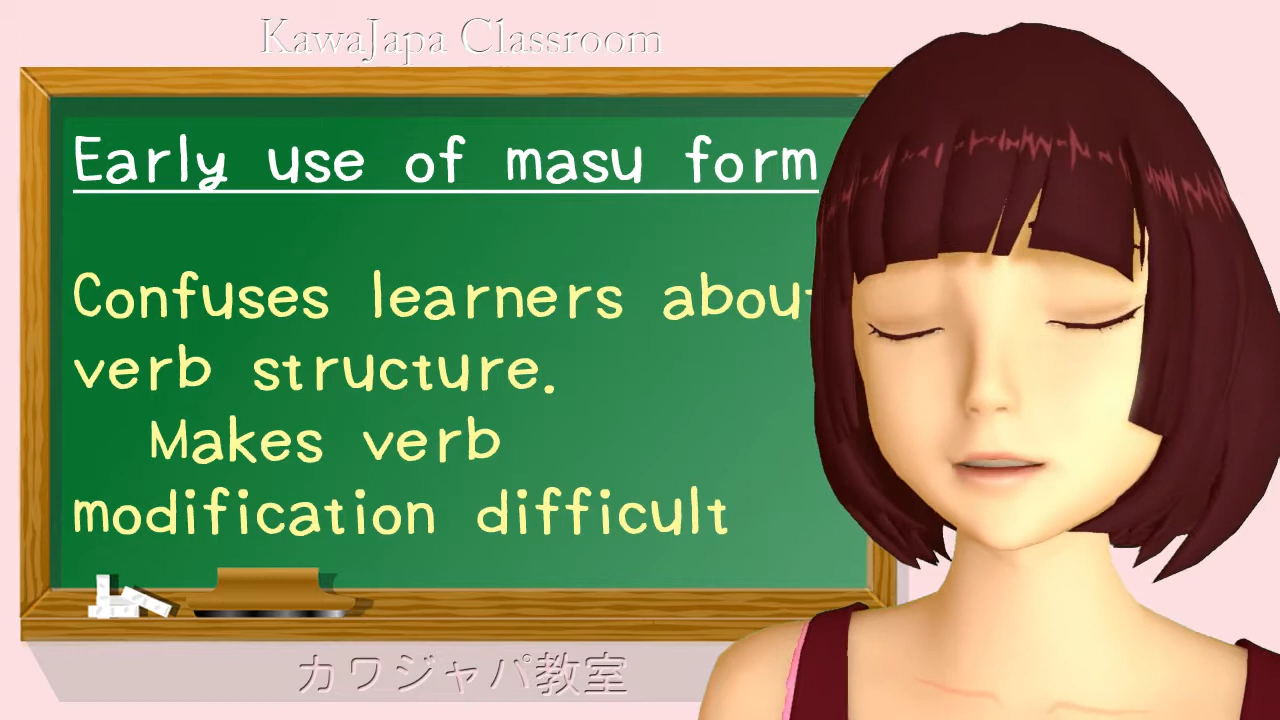 KawaJapa Classroom
Early use of masu form
Confuses learners about
verb structure.
Makes verb
modification difficult
カワジャパ教室